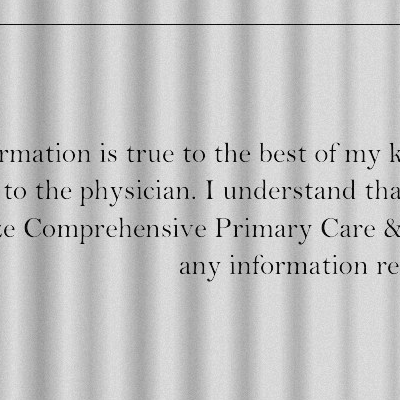 rmation is true to the best of my k
to the physician. I understand tha
ze Comprehensive Primary Care &
any information re